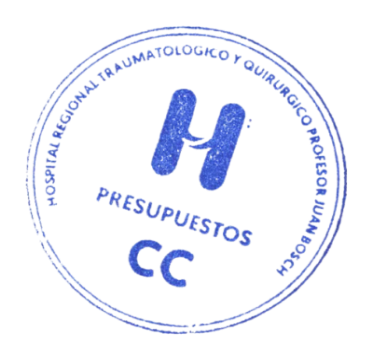 HOSPITAL REGIONAL TRAUMATOLOGICO Y QUIRURGICO PROFESOR JUAN BOSCH
H
PRESUPUESTOS
CC